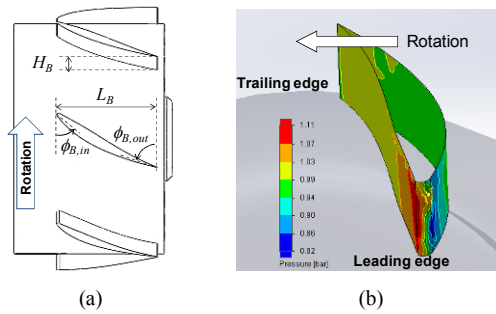 H_B
L_B
ϕ_B,out
ϕ_B,in
Rotation
(a)
Rotation
Trailing edge
1.11
1.07
1.03
0.99
0.94
0.90
0.86
0.82
Pressure [bar]
Leading edge
(b)